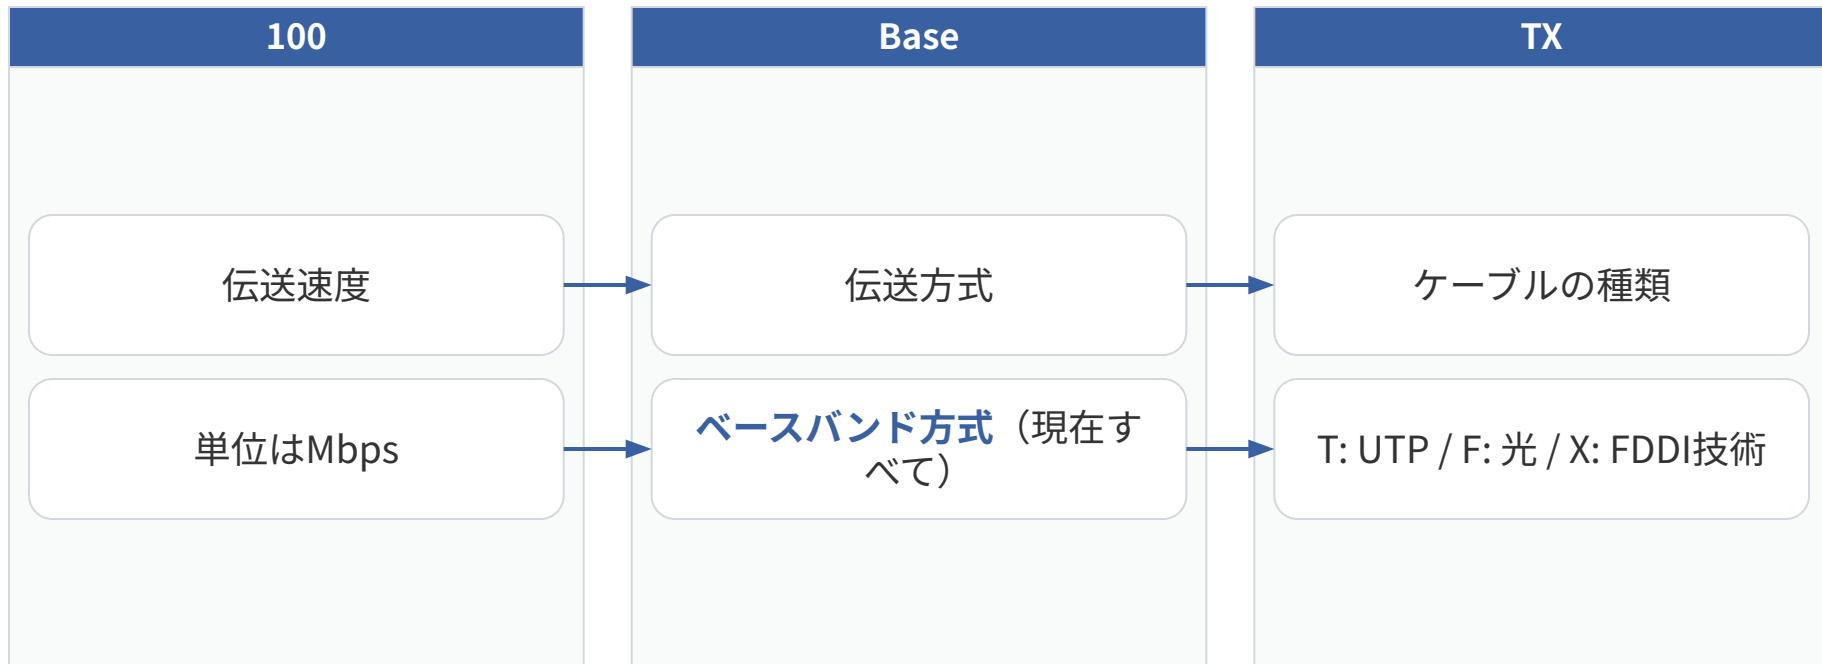 100
伝送速度
単位はMbps
Base
伝送方式
ベースバンド方式（現在す
べて）
TX
ケーブルの種類
T: UTP / F: 光 / X: FDDI技術